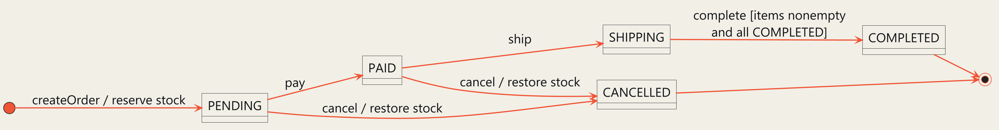 createOrder / reserve stock
PENDING
pay
PAID
cancel / restore stock
ship
cancel / restore stock
SHIPPING
CANCELLED
complete [items nonempty
and all COMPLETED]
COMPLETED